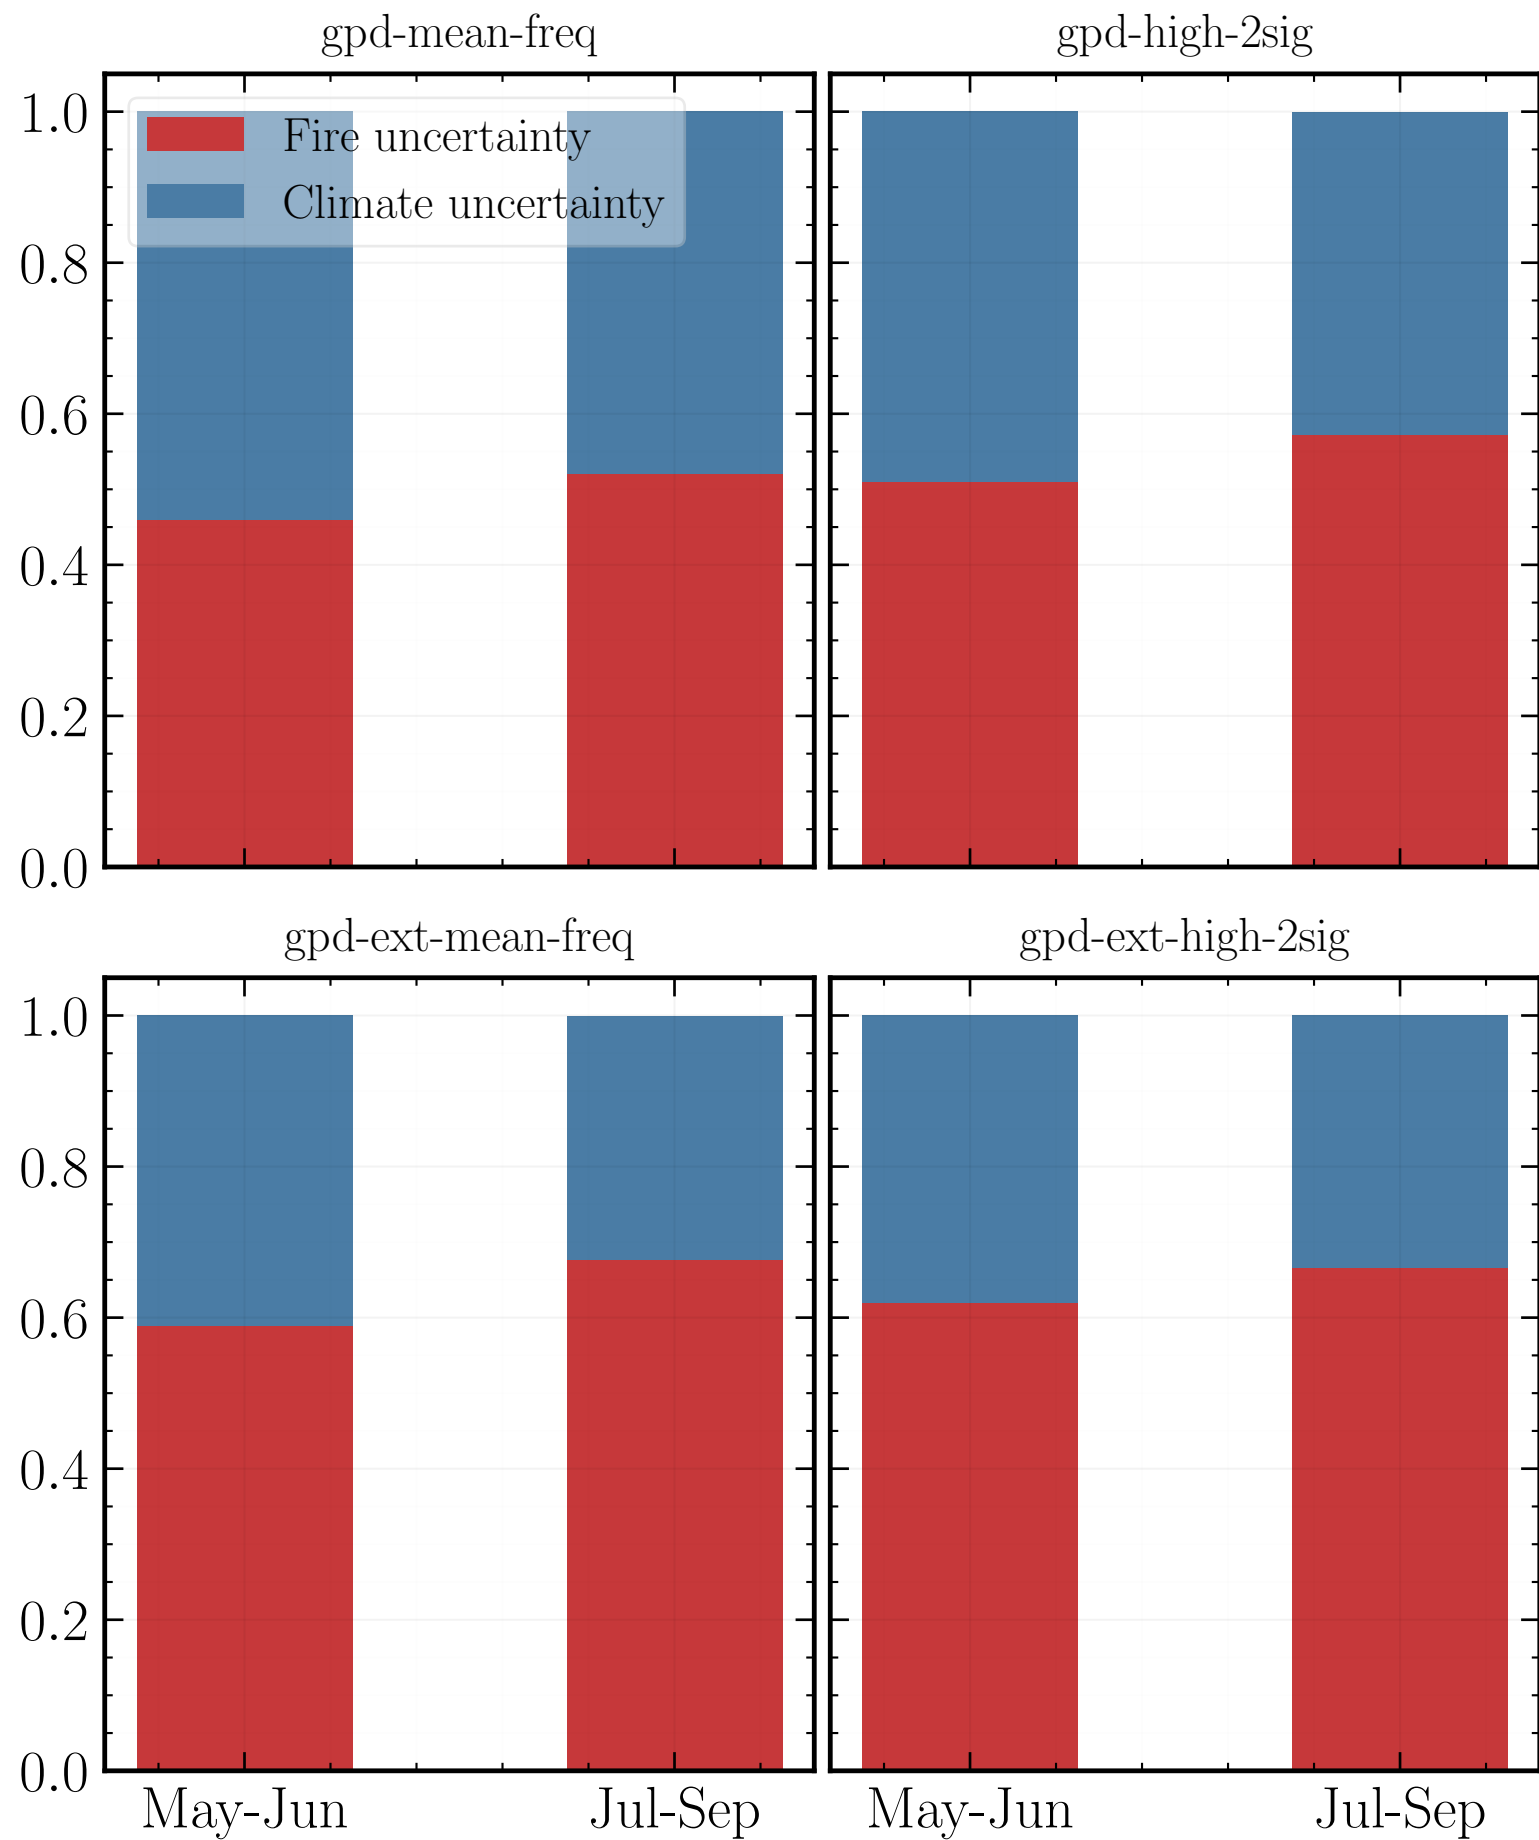 gpd-mean-freq
gpd-high-2sig
1.0
0.8
0.6
0.4
0.2
0.0
Fire uncertainty
Climate uncertainty
gpd-ext-mean-freq
gpd-ext-high-2sig
1.0
0.8
0.6
0.4
0.2
0.0
May-Jun
Jul-Sep
May-Jun
Jul-Sep